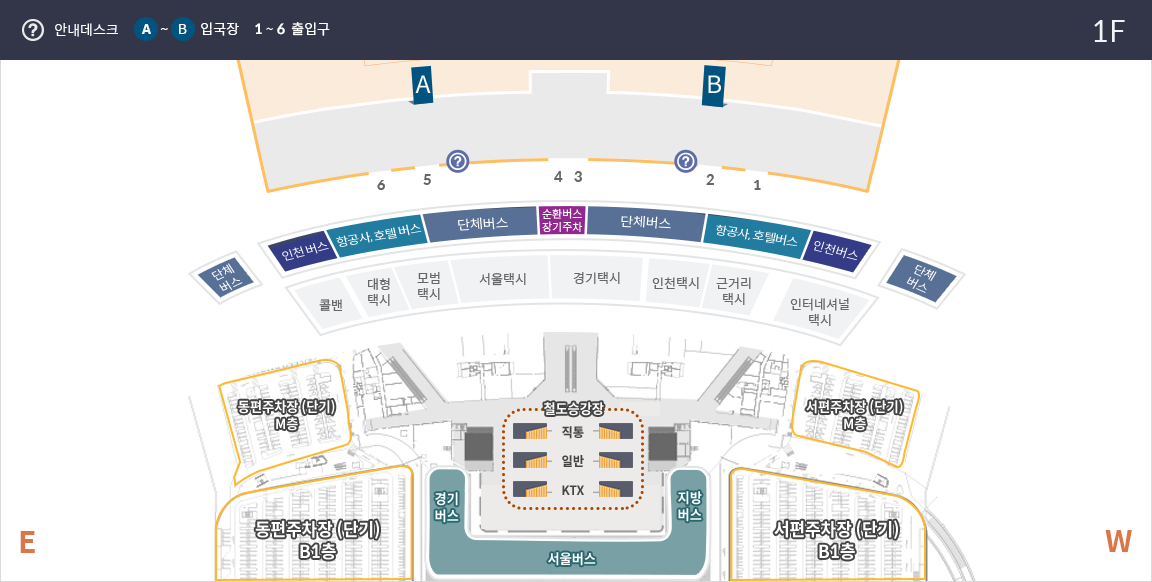 ? 안내데스크 A ~ B 입국장 1 ~ 6 출입구
1F
A
B
?
?
6
5
4 3
2
1
단체
버스
인천 버스
항공사, 호텔 버스
단체버스
순환버스
장기주차
단체버스
항공사, 호텔버스
인천버스
단체
버스
콜밴
대형
택시
모범
택시
서울택시
경기택시
인천택시
근거리
택시
인터네셔널
택시
동편주차장 (단기)
M층
철도승강장
직통
일반
KTX
서편주차장 (단기)
M층
경기
버스
지방
버스
동편주차장 (단기)
B1층
서울버스
서편주차장 (단기)
B1층
E
W